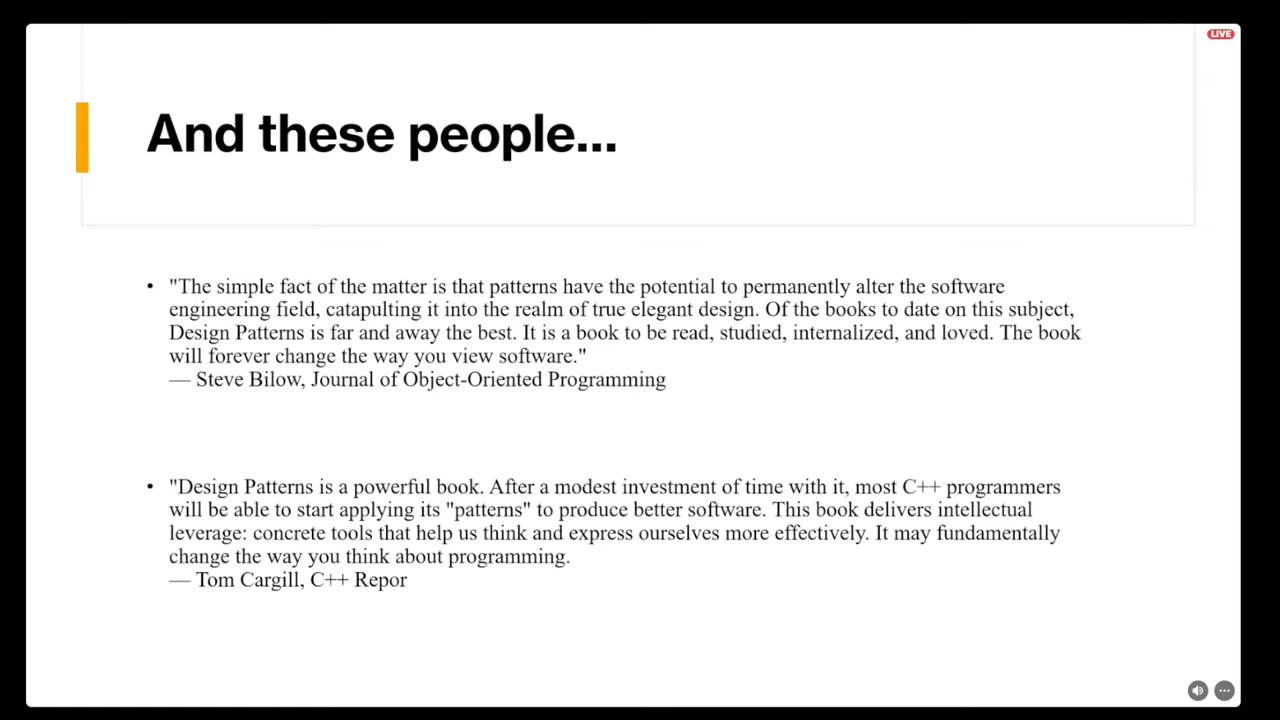 LIVE
And these people...
• "The simple fact of the matter is that patterns have the potential to permanently alter the software
engineering field, catapulting it into the realm of true elegant design. Of the books to date on this subject,
Design Patterns is far and away the best. It is a book to be read, studied, internalized, and loved. The book
will forever change the way you view software."
— Steve Bilow, Journal of Object-Oriented Programming
• "Design Patterns is a powerful book. After a modest investment of time with it, most C++ programmers
will be able to start applying its "patterns" to produce better software. This book delivers intellectual
leverage: concrete tools that help us think and express ourselves more effectively. It may fundamentally
change the way you think about programming.
— Tom Cargill, C++ Repor